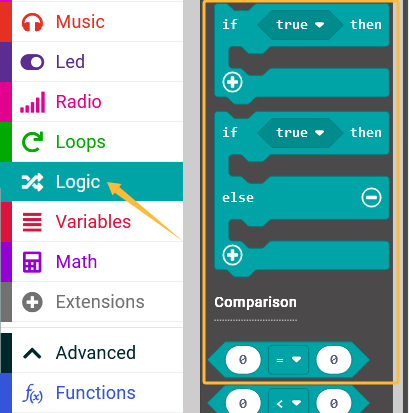 Music
Led
Radio
Loops
Logic
Variables
Math
Extensions
Advanced
f(x) Functions
if true then
if true then
else
Comparison
0 = 0
0 < 0